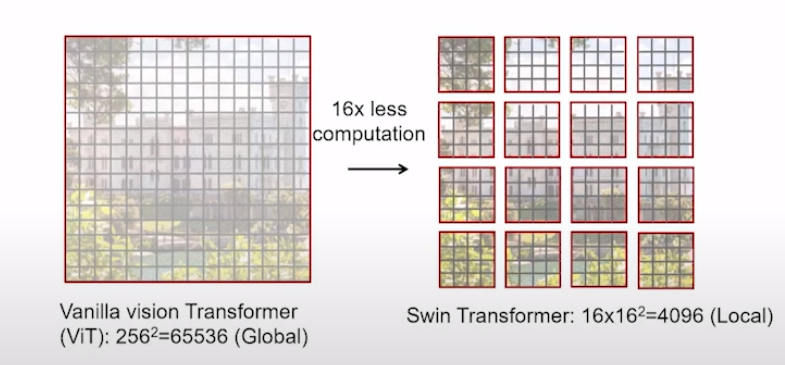 16x less
computation
Vanilla vision Transformer
(ViT): 256²=65536 (Global)
Swin Transformer: 16x16²=4096 (Local)